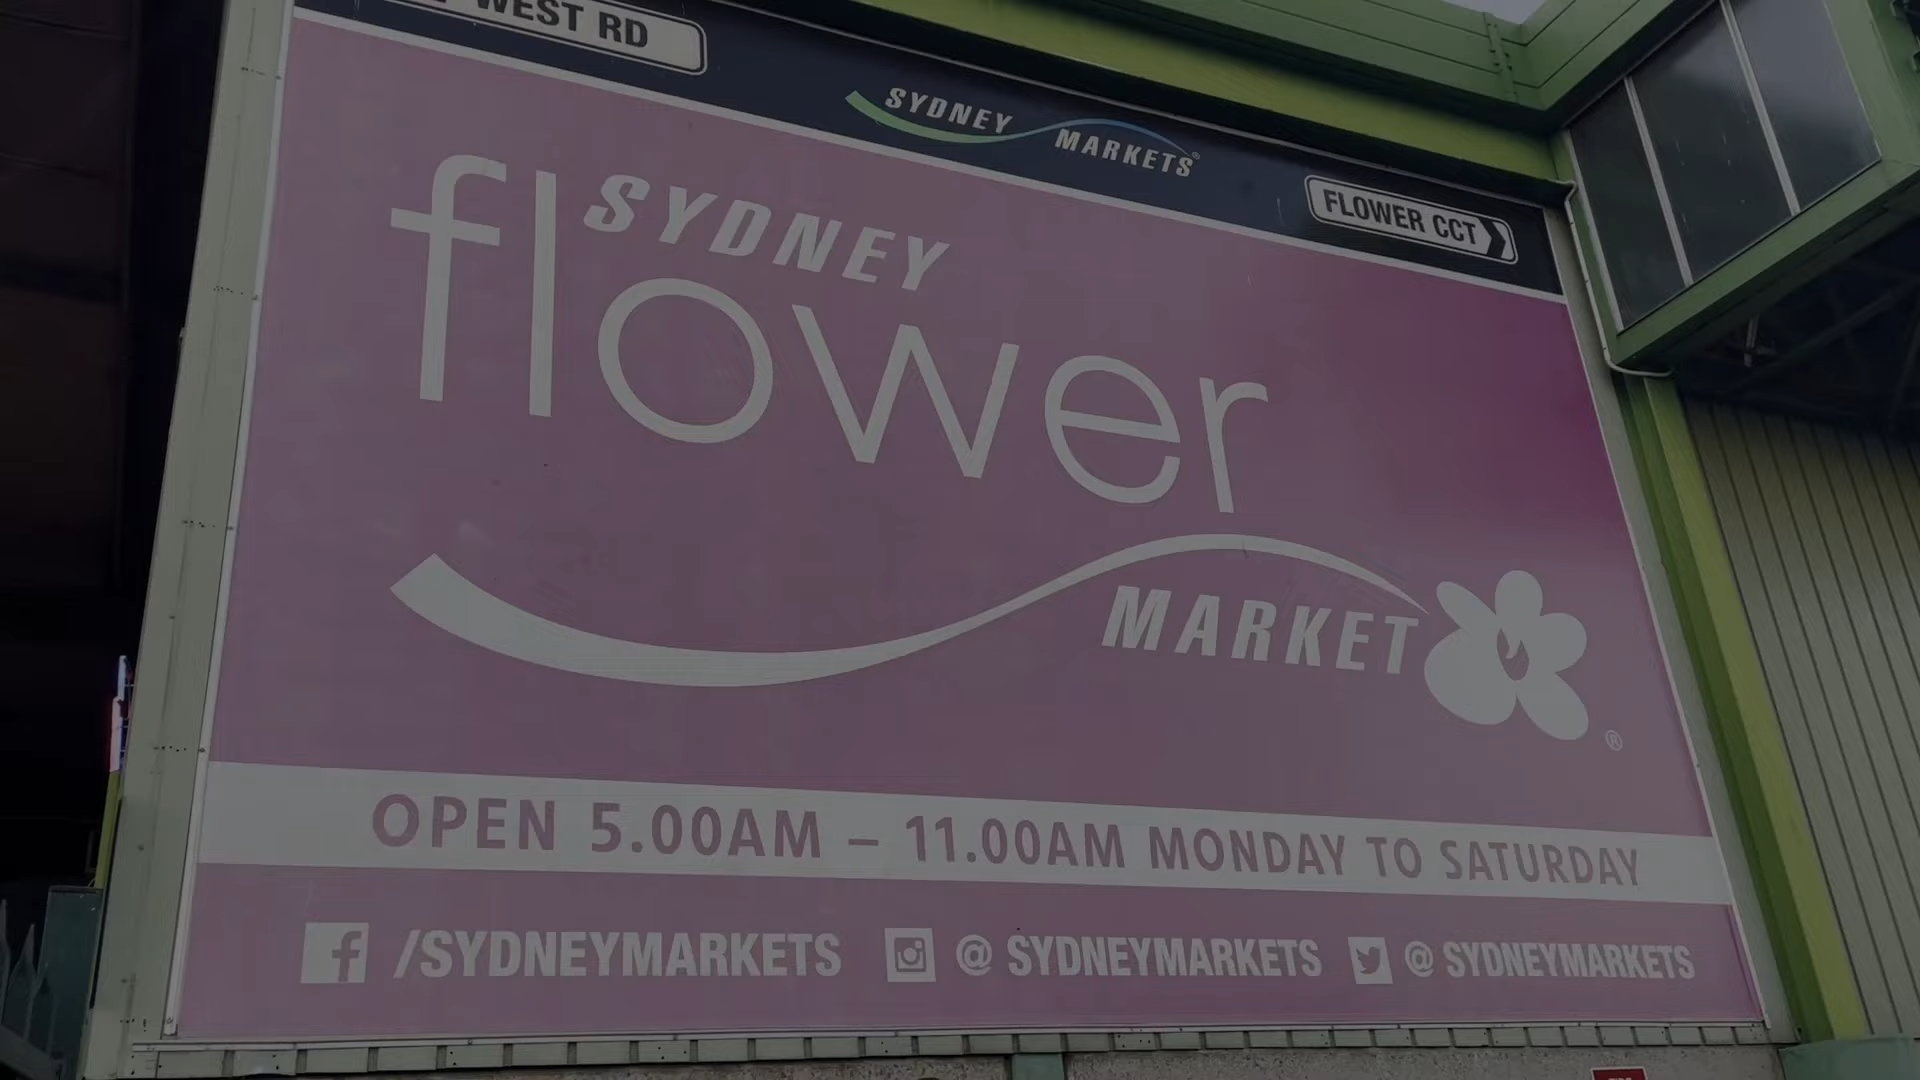 WEST RD
SYDNEY
MARKETS®
FLOWER CCT
SYDNEY
flower
MARKET
®
OPEN 5.00AM – 11.00AM MONDAY TO SATURDAY
/SYDNEYMARKETS @ SYDNEYMARKETS @ SYDNEYMARKETS